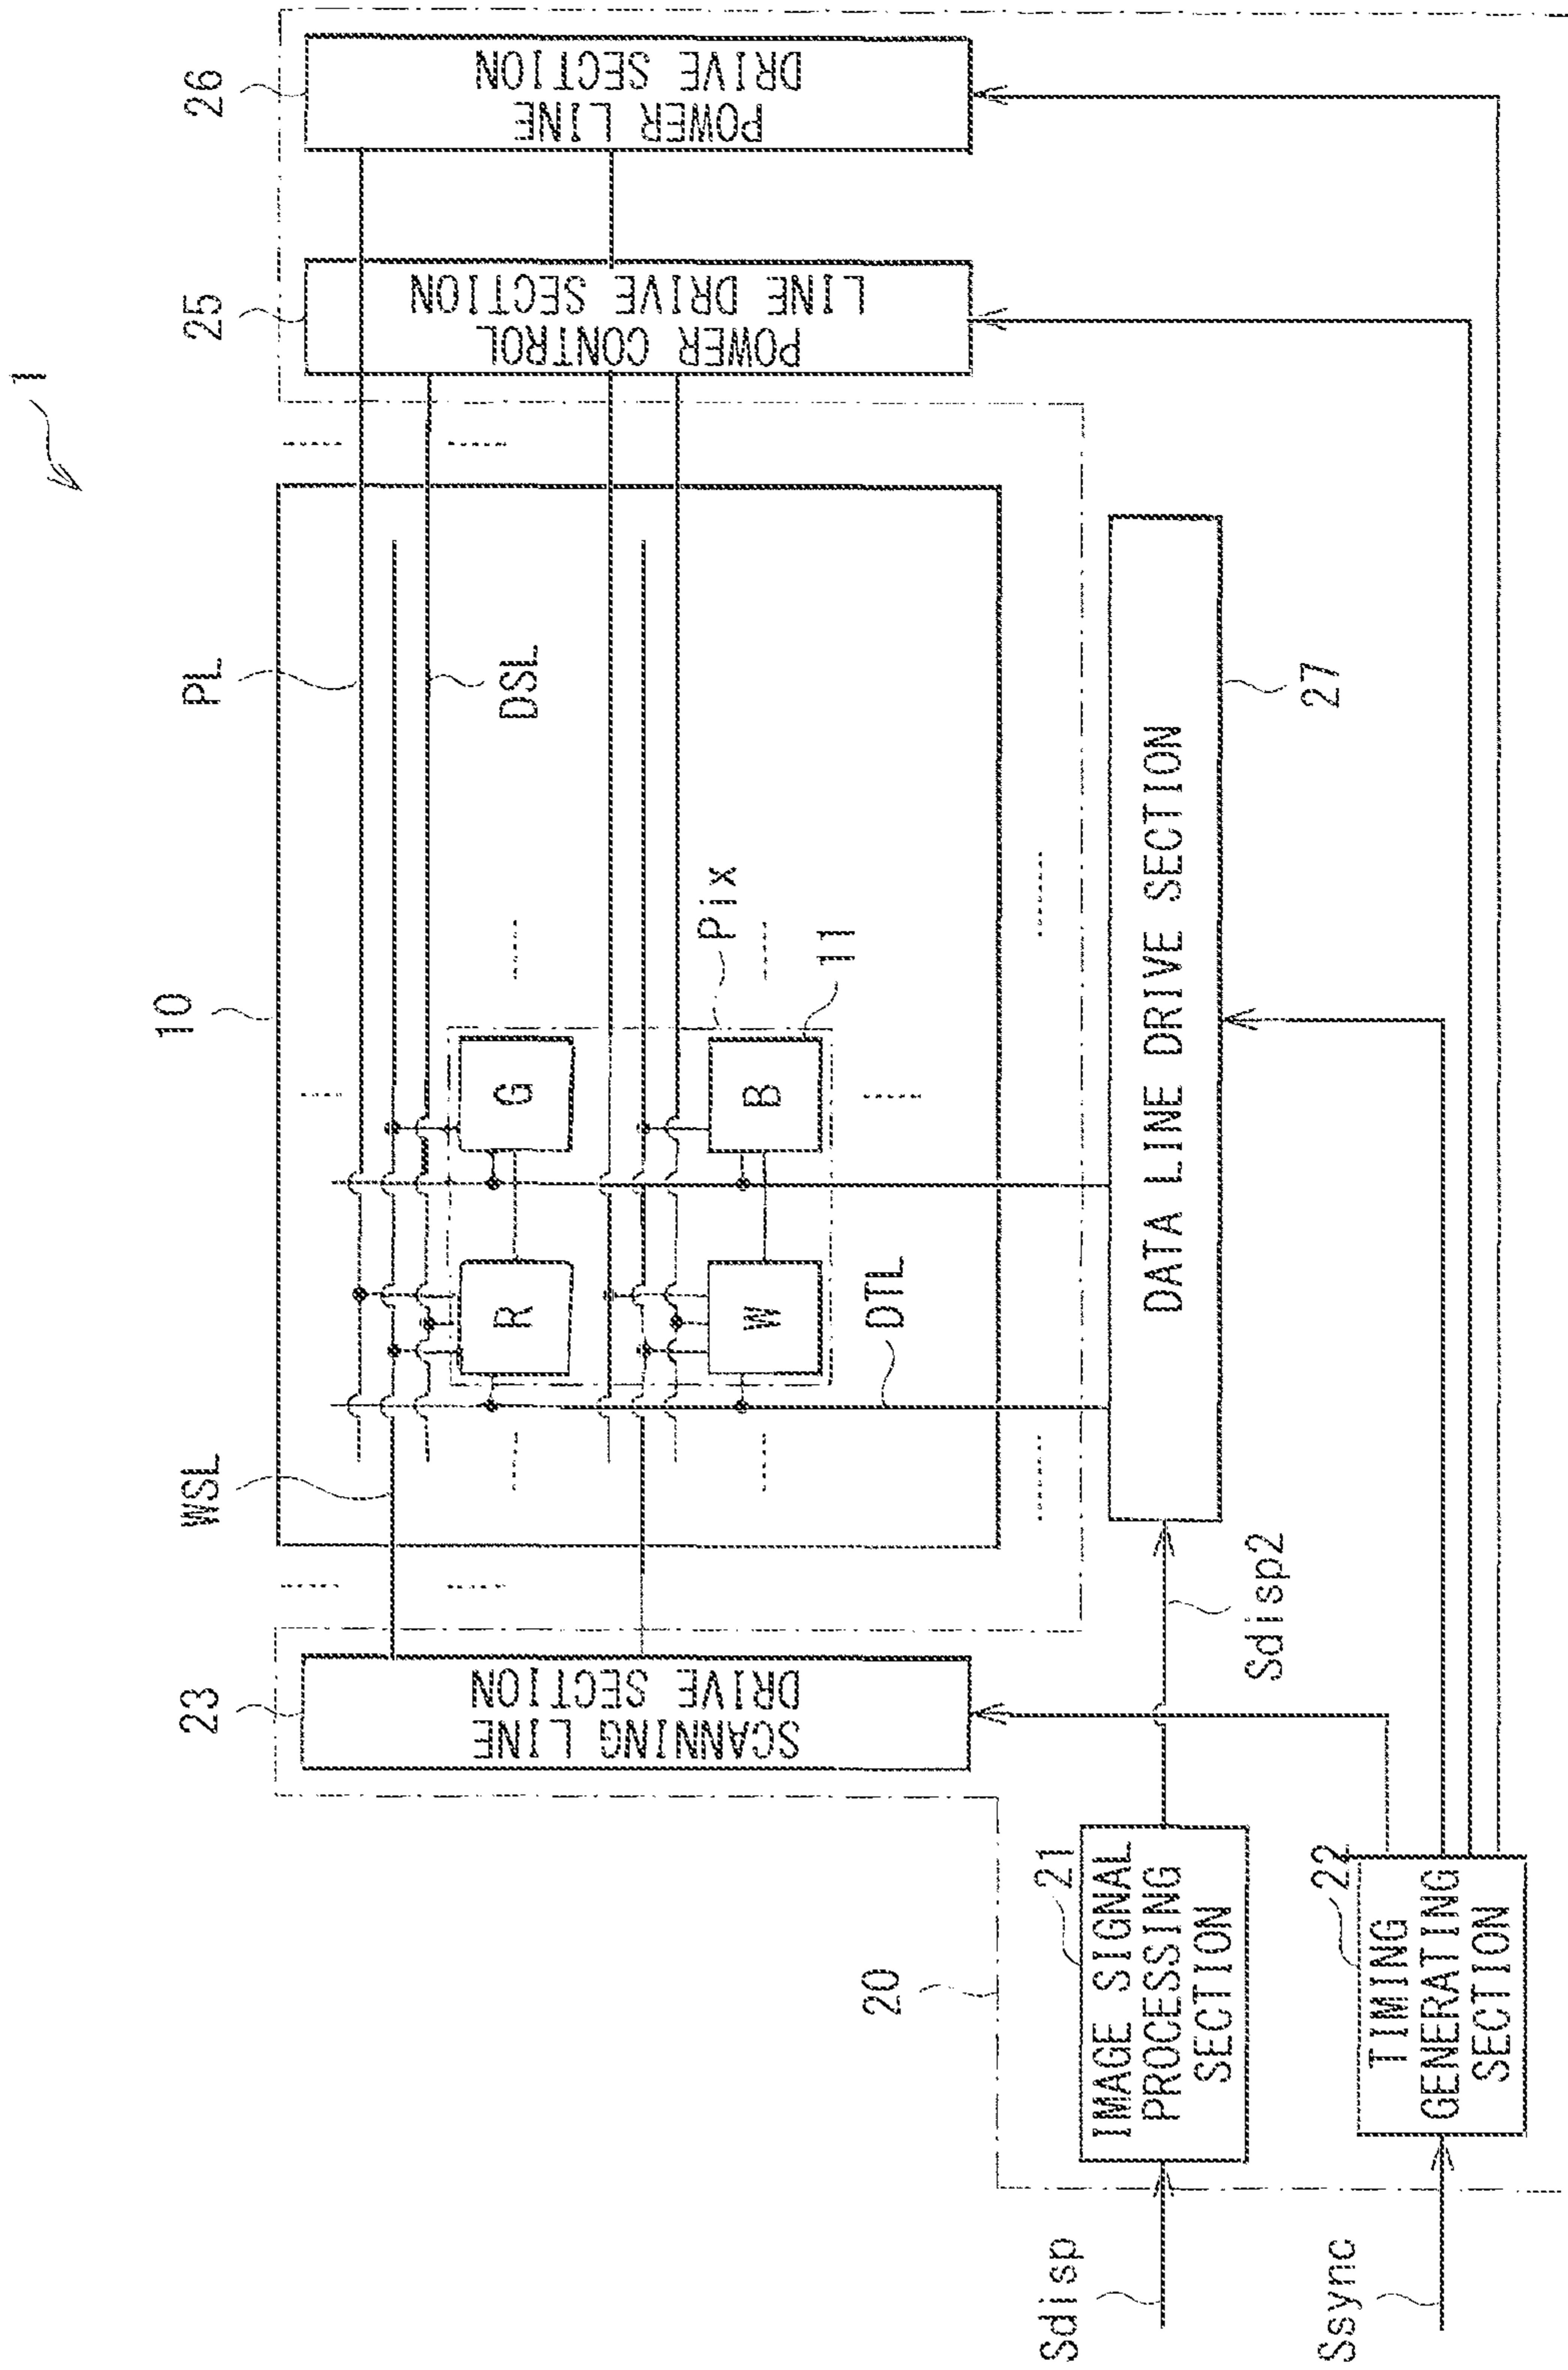 1
10
PL
WSL
23
25
26
SCANNING LINE
DRIVE SECTION
POWER CONTROL
LINE DRIVE SECTION
POWER LINE
DRIVE SECTION
DSL
R
G
Pix
W
B
11
DTL
20
21
IMAGE SIGNAL
PROCESSING
SECTION
Sdisp
Sdisp2
DATA LINE DRIVE SECTION
27
22
TIMING
GENERATING
SECTION
Ssync